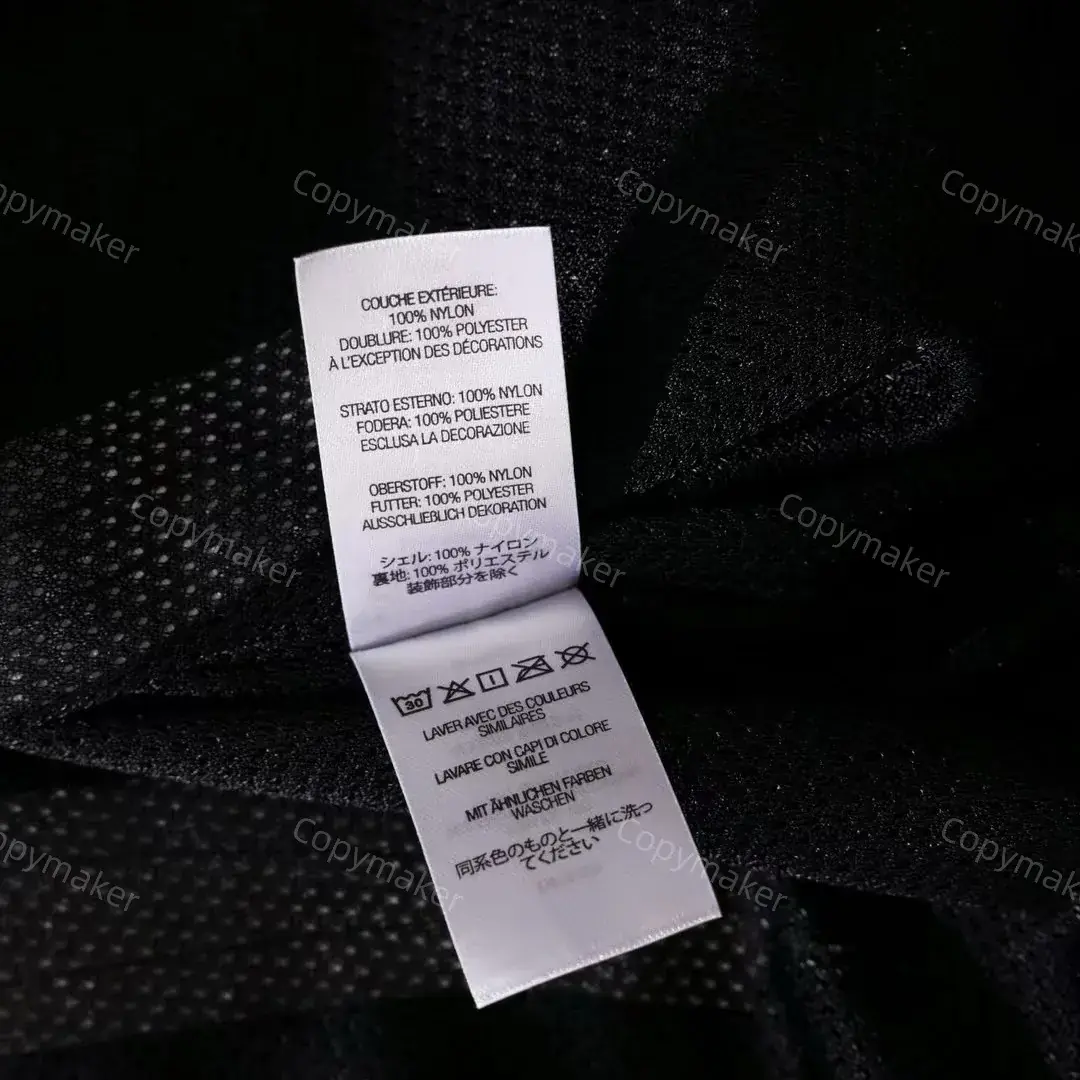 COUCHE EXTÉRIEURE:
100% NYLON
DOUBLURE: 100% POLYESTER
À L'EXCEPTION DES DÉCORATIONS
STRATO ESTERNO: 100% NYLON
FODERA: 100% POLIESTERE
ESCLUSA LA DECORAZIONE
OBERSTOFF: 100% NYLON
FUTTER: 100% POLYESTER
AUSSCHLIEBLICH DEKORATION
シェル: 100% ナイロン
裏地: 100% ポリエステル
装飾部分を除く
30
LAVER AVEC DES COULEURS
SIMILAIRES
LAVARE CON CAPI DI COLORE
SIMILE
MIT ÄHNLICHEN FARBEN
WASCHEN
同系色のものと一緒に洗っ
てください
Copymaker
Copymaker
Copymaker
Copymaker
Copymaker
Copymaker
Copymaker
Copymaker
Copymaker
Copymaker
Copymaker